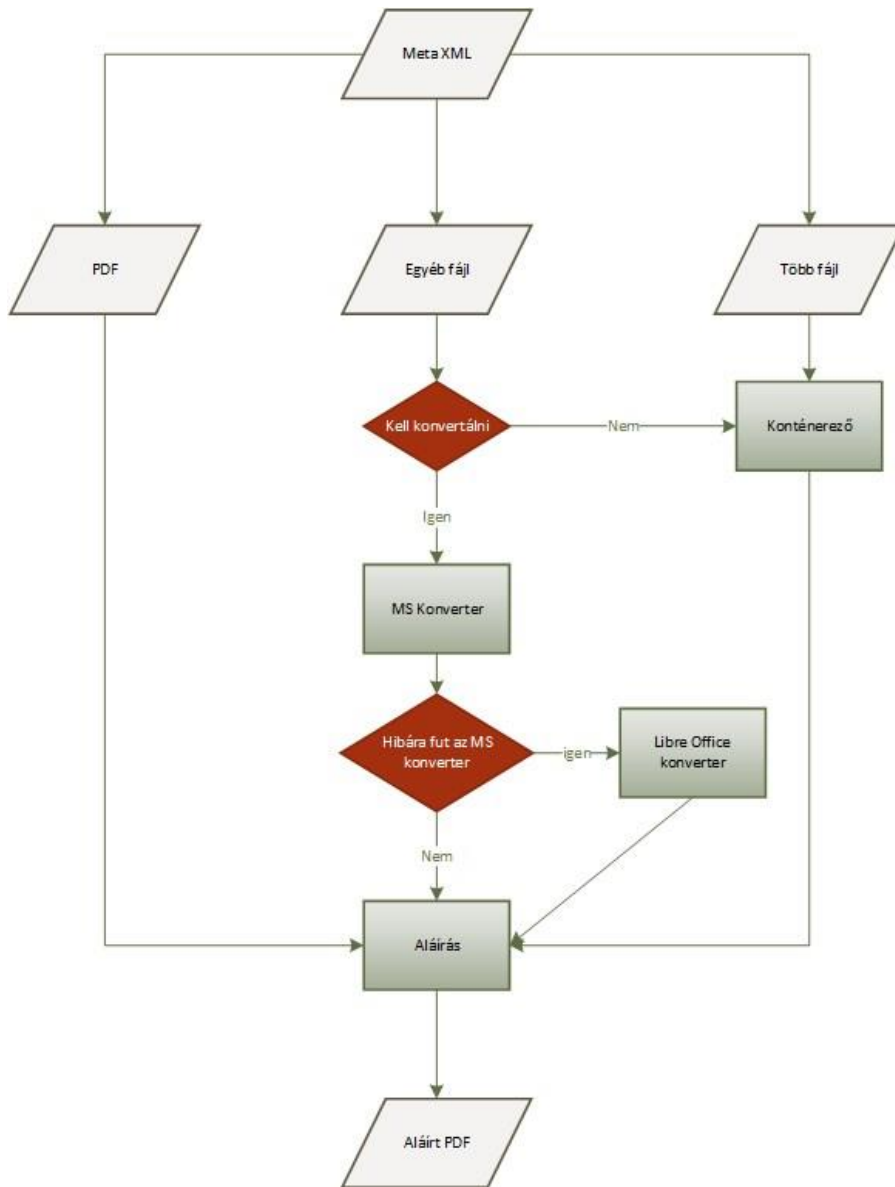 Meta XML
PDF
Egyéb fájl
Több fájl
Kell konvertálni
Nem
Konténerező
Igen
MS Konverter
Hibára fut az MS
konverter
igen
Libre Office
konverter
Nem
Aláírás
Aláírt PDF